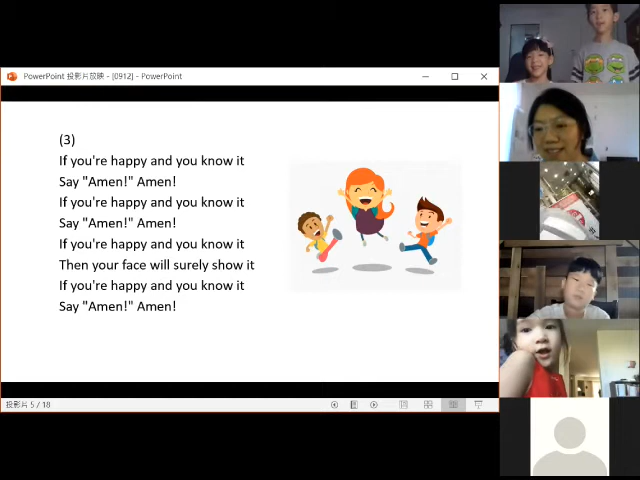 PowerPoint 投影片放映 - [0912] - PowerPoint
(3)
If you're happy and you know it
Say "Amen!" Amen!
If you're happy and you know it
Say "Amen!" Amen!
If you're happy and you know it
Then your face will surely show it
If you're happy and you know it
Say "Amen!" Amen!
投影片 5 / 18